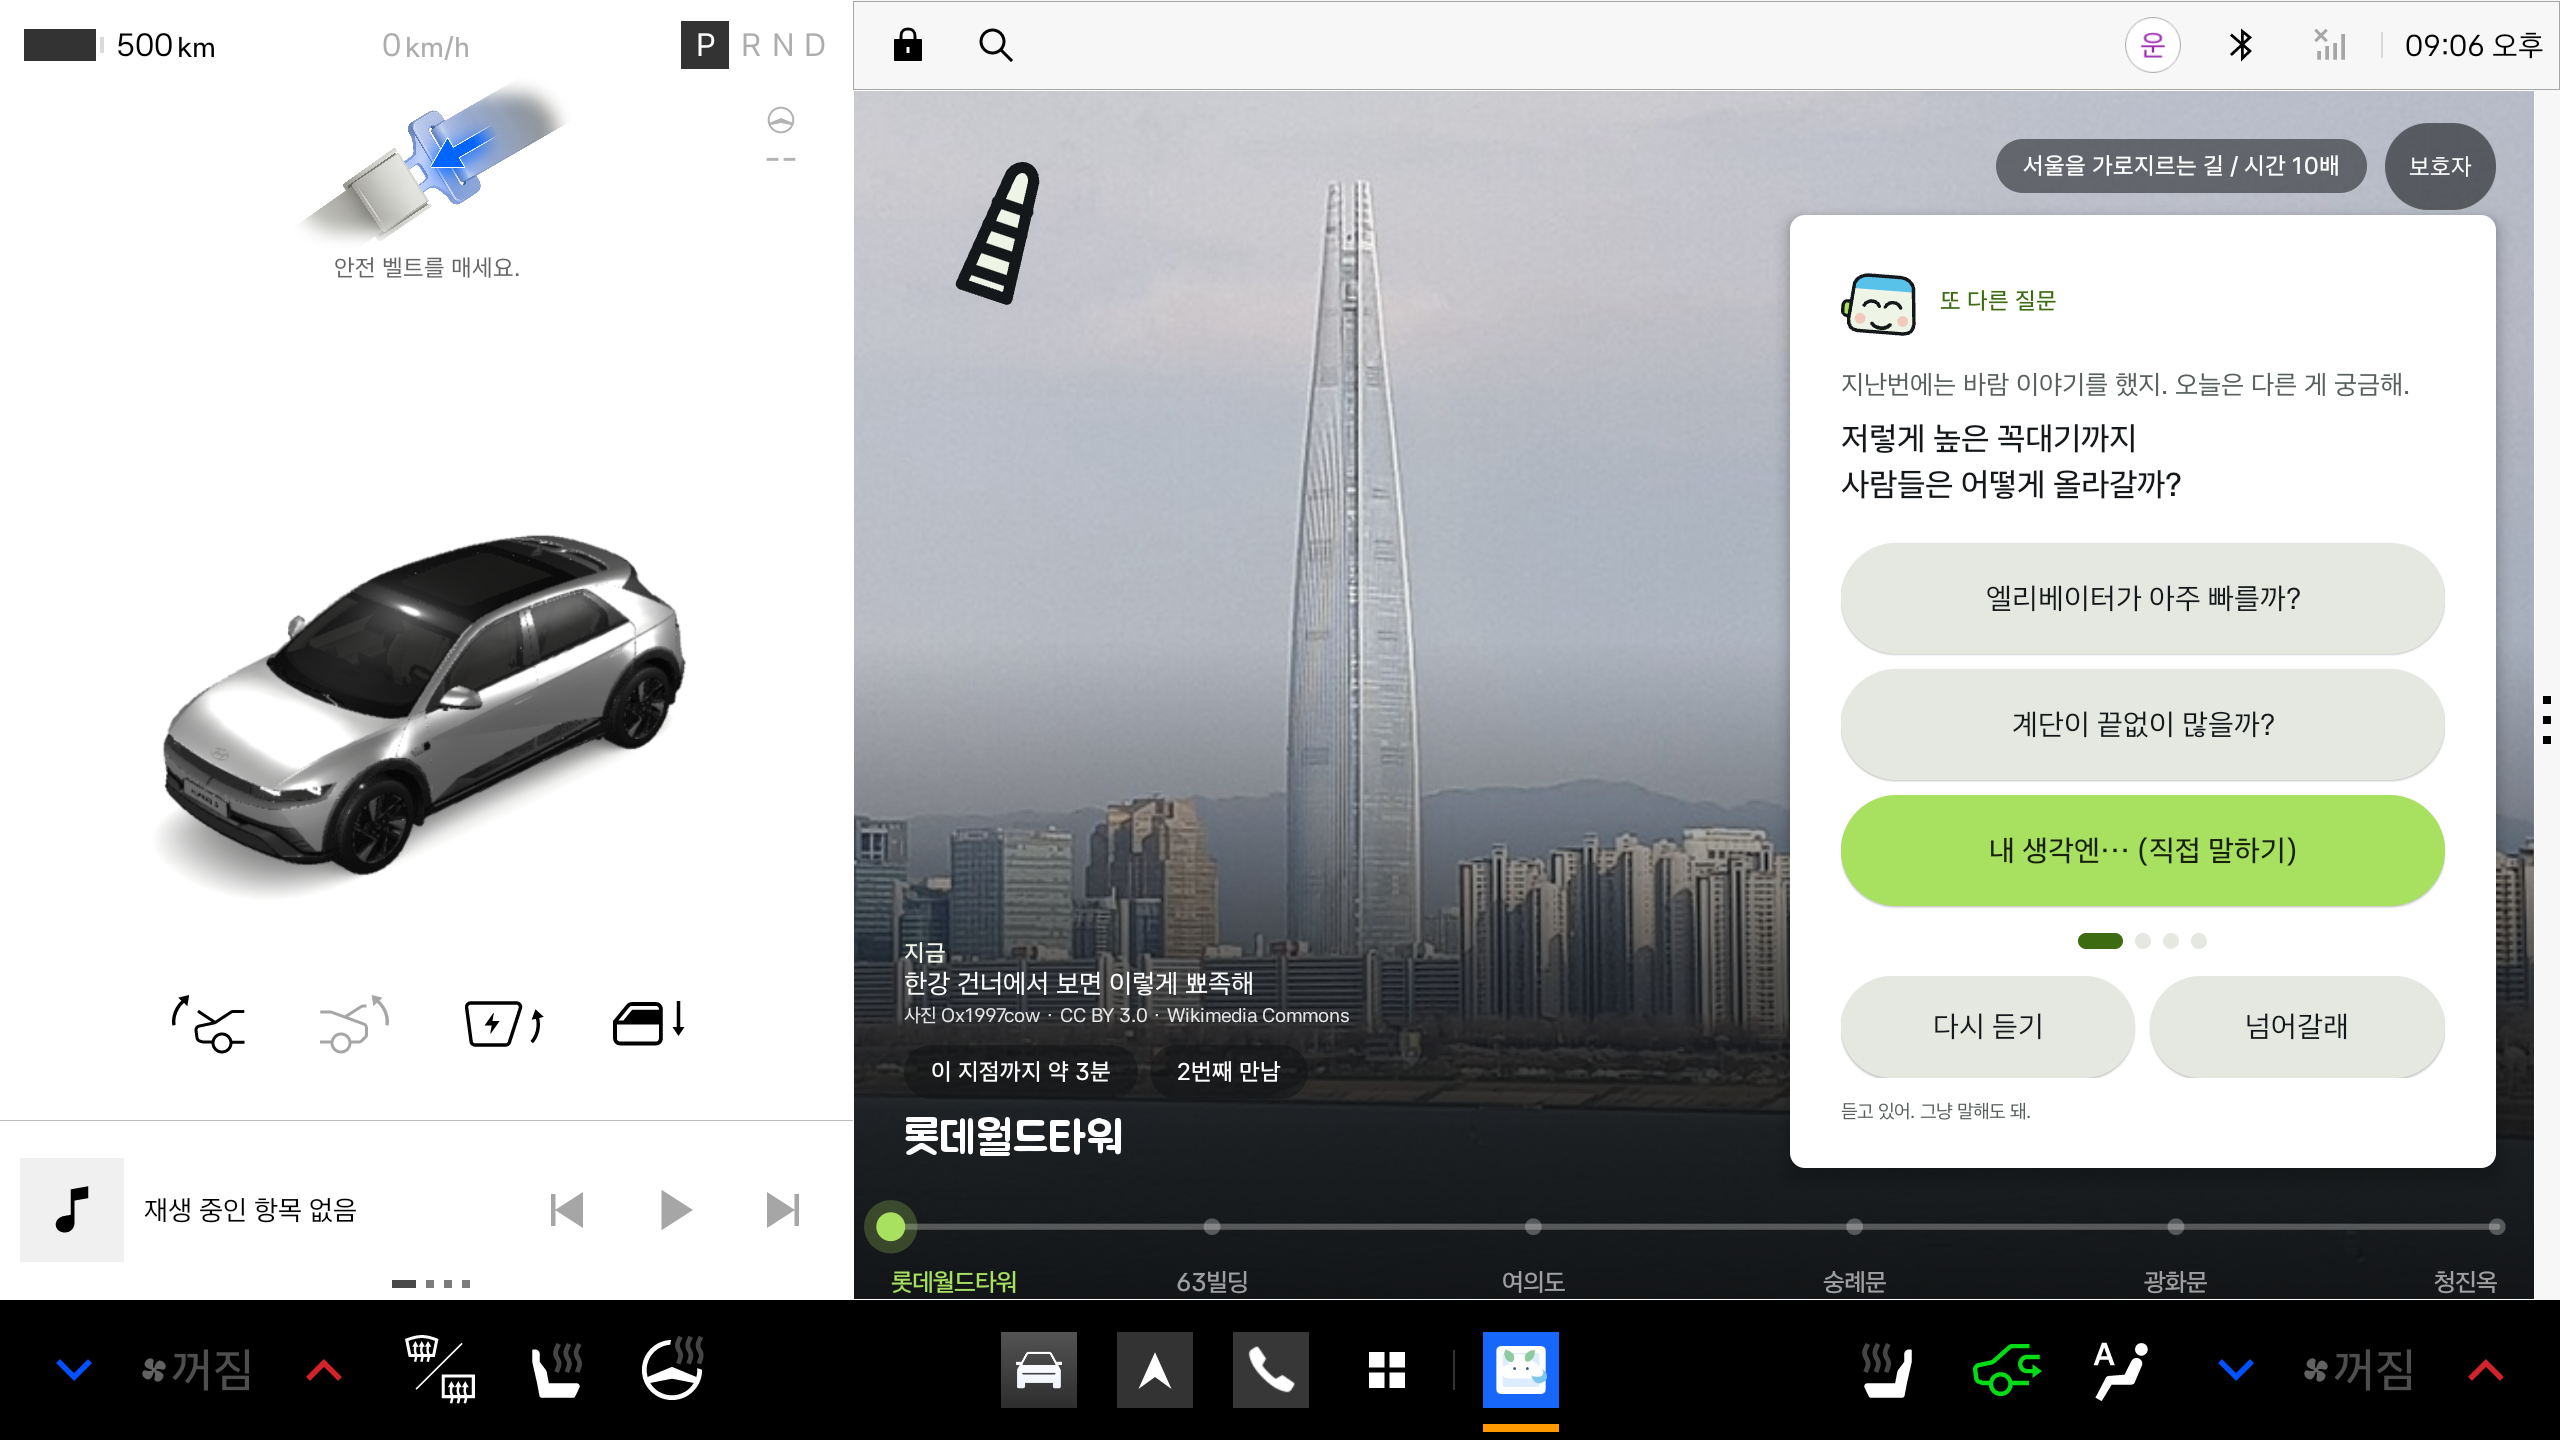 500 km
0 km/h
P R N D
09:06 오후
운
안전 벨트를 매세요.
서울을 가로지르는 길 / 시간 10배
보호자
또 다른 질문
지난번에는 바람 이야기를 했지. 오늘은 다른 게 궁금해.
저렇게 높은 꼭대기까지
사람들은 어떻게 올라갈까?
엘리베이터가 아주 빠를까?
계단이 끝없이 많을까?
내 생각엔… (직접 말하기)
다시 듣기
넘어갈래
듣고 있어. 그냥 말해도 돼.
지금
한강 건너에서 보면 이렇게 뾰족해
사진 Ox1997cow · CC BY 3.0 · Wikimedia Commons
이 지점까지 약 3분
2번째 만남
롯데월드타워
롯데월드타워
63빌딩
여의도
숭례문
광화문
청진옥
재생 중인 항목 없음
꺼짐
A
꺼짐